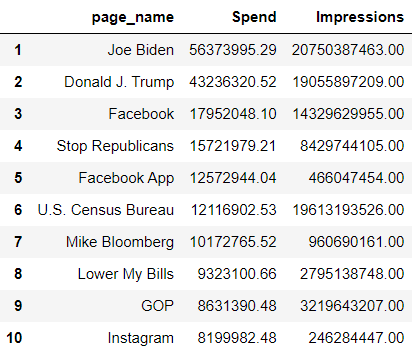 page_name Spend Impressions
1 Joe Biden 56373995.29 20750387463.00
2 Donald J. Trump 43236320.52 19055897209.00
3 Facebook 17952048.10 14329629955.00
4 Stop Republicans 15721979.21 8429744105.00
5 Facebook App 12572944.04 466047454.00
6 U.S. Census Bureau 12116902.53 19613193526.00
7 Mike Bloomberg 10172765.52 960690161.00
8 Lower My Bills 9323100.66 2795138748.00
9 GOP 8631390.48 3219643207.00
10 Instagram 8199982.48 246284447.00